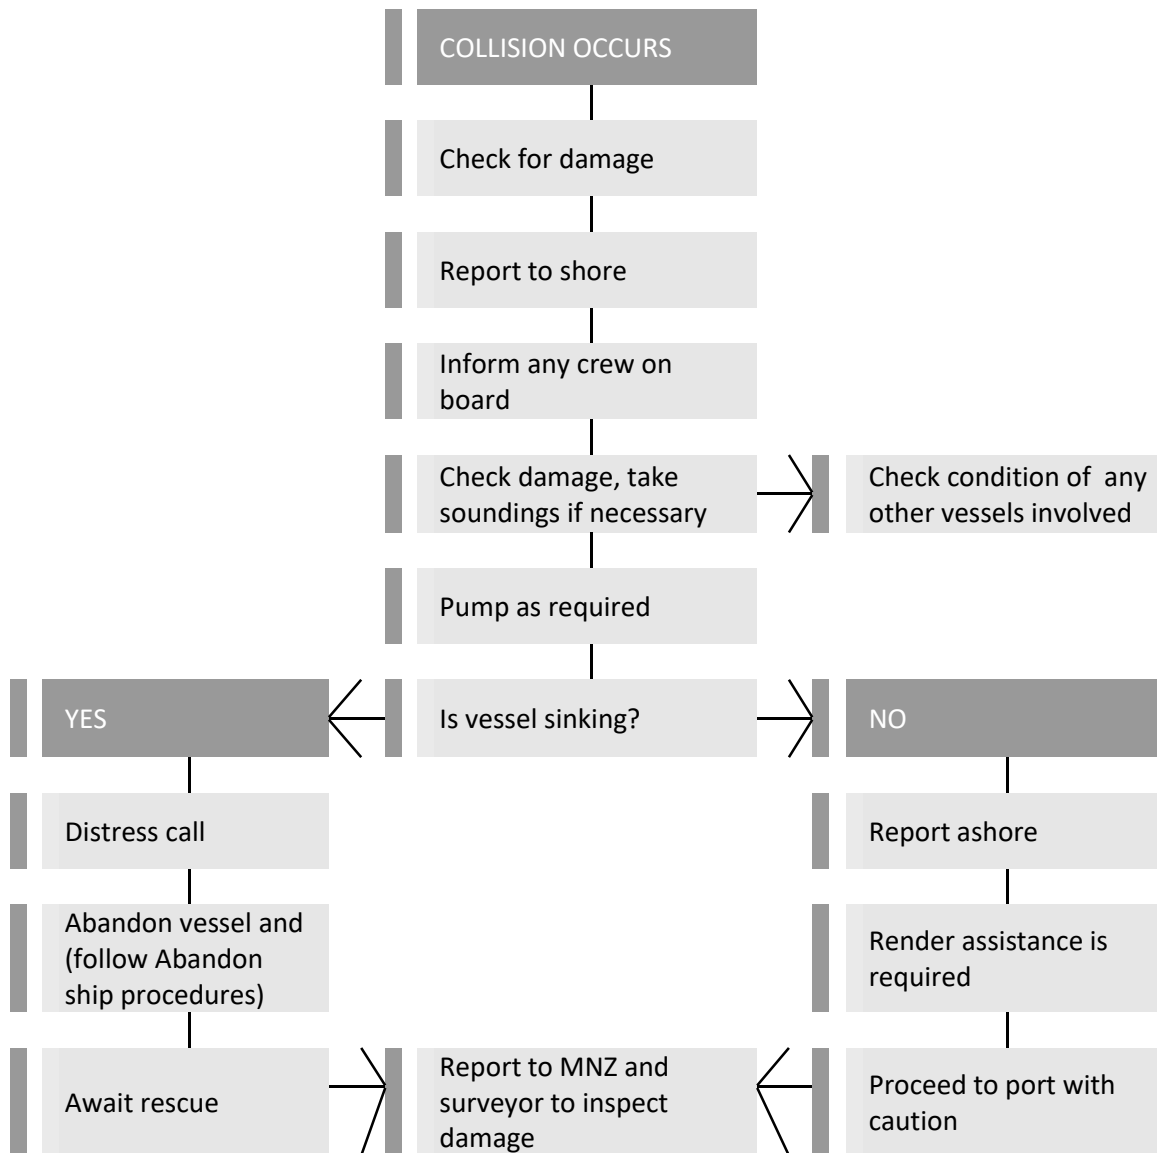 COLLISION OCCURS
Check for damage
Report to shore
Inform any crew on
board
Check damage, take
soundings if necessary
Check condition of  any
other vessels involved
Pump as required
YES
Is vessel sinking?
NO
Distress call
Report ashore
Abandon vessel and
(follow Abandon
ship procedures)
Render assistance is
required
Await rescue
Report to MNZ and
surveyor to inspect
damage
Proceed to port with
caution